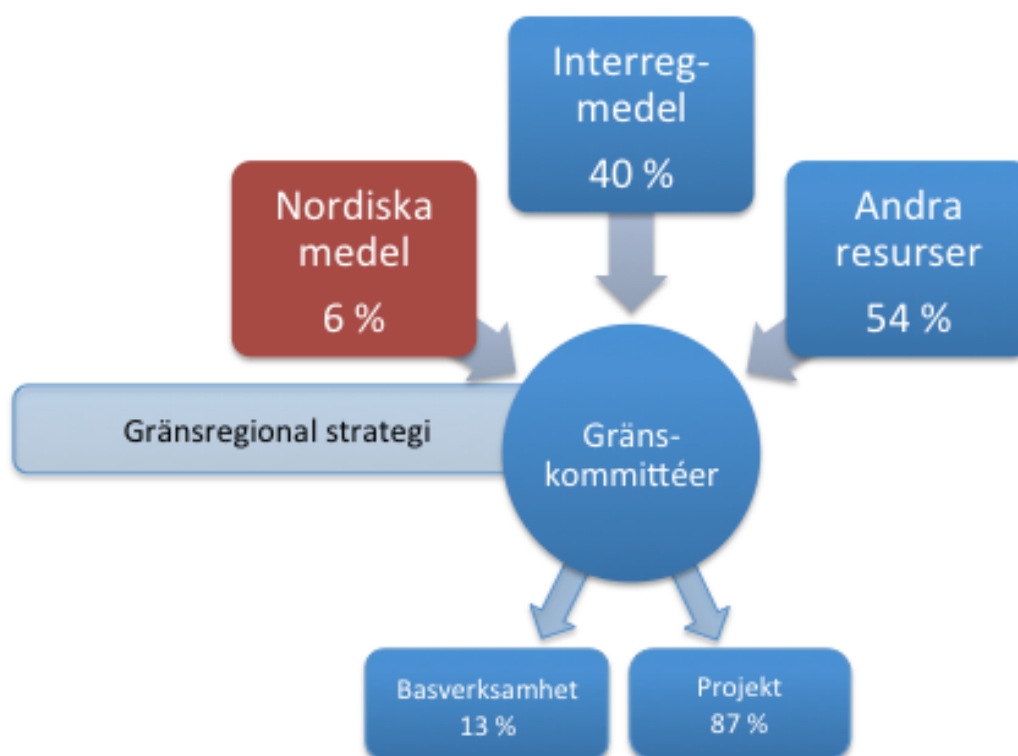 Interreg-
medel
40 %
Nordiska
medel
6 %
Andra
resurser
54 %
Gränsregional strategi
Gräns-
kommittéer
Basverksamhet
13 %
Projekt
87 %